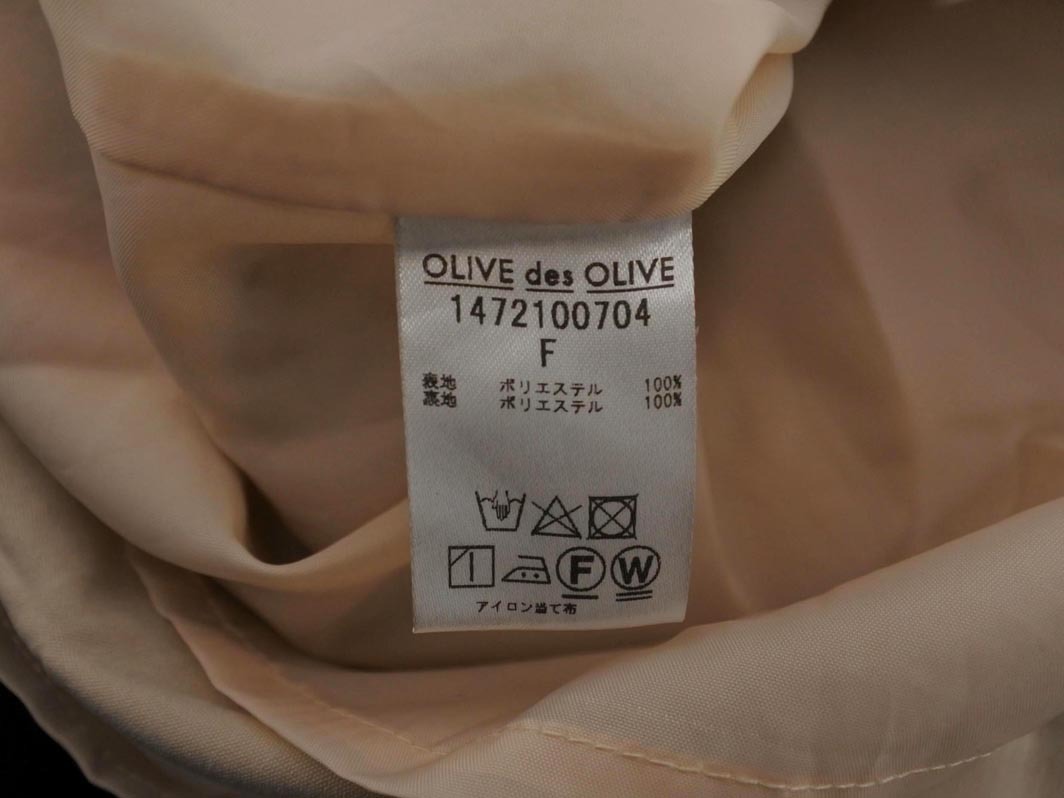 OLIVE des OLIVE
1472100704
F
表地 ポリエステル 100%
裏地 ポリエステル 100%
F W
アイロン当て布